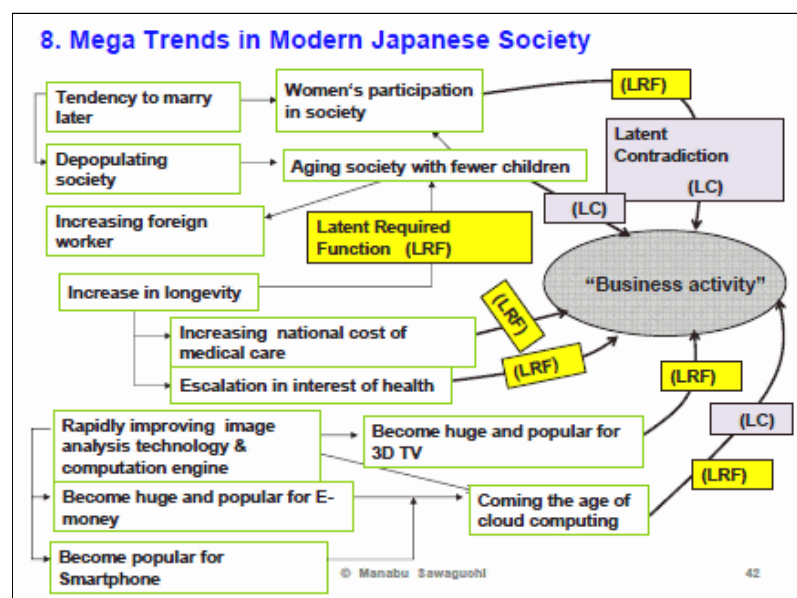 8. Mega Trends in Modern Japanese Society
Tendency to marry
later
Women's participation
in society
(LRF)
Latent
Contradiction
(LC)
Depopulating
society
Aging society with fewer children
(LC)
Increasing foreign
worker
Latent Required
Function (LRF)
"Business activity"
Increase in longevity
(LRF)
Increasing national cost of
medical care
(LRF)
Escalation in interest of health
(LRF)
Rapidly improving image
analysis technology &
computation engine
Become huge and popular for
3D TV
(LC)
(LRF)
Become huge and popular for E-
money
Coming the age of
cloud computing
Become popular for
Smartphone
© Manabu Sawaguohi
42